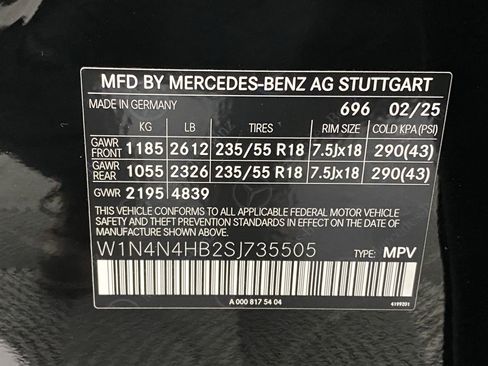 MFD BY MERCEDES-BENZ AG STUTTGART
MADE IN GERMANY 696 02/25
KG LB TIRES RIM SIZE COLD KPA (PSI)
GAWR FRONT 1185 2612 235/55 R18 7.5Jx18 290(43)
GAWR REAR 1055 2326 235/55 R18 7.5Jx18 290(43)
GVWR 2195 4839
THIS VEHICLE CONFORMS TO ALL APPLICABLE FEDERAL MOTOR VEHICLE
SAFETY AND THEFT PREVENTION STANDARDS IN EFFECT ON THE DATE
OF MANUFACTURE SHOWN ABOVE.
W1N4N4HB2SJ735505 TYPE: MPV
A 000 817 54 04 4199201